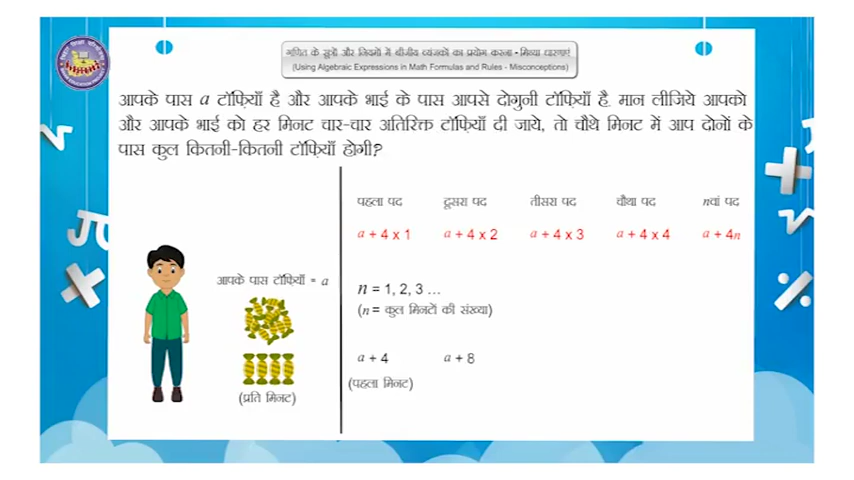 गणित के सूत्रों और नियमों में बीजीय व्यंजकों का प्रयोग करना - मिथ्या धारणाएं
(Using Algebraic Expressions in Math Formulas and Rules - Misconceptions)
आपके पास a टॉफ़ियाँ है और आपके भाई के पास आपसे दोगुनी टॉफ़ियाँ है. मान लीजिये आपको
और आपके भाई को हर मिनट चार-चार अतिरिक्त टॉफ़ियाँ दी जाये, तो चौथे मिनट में आप दोनों के
पास कुल कितनी-कितनी टॉफ़ियाँ होगी?
पहला पद दूसरा पद तीसरा पद चौथा पद nवां पद
a + 4 x 1 a + 4 x 2 a + 4 x 3 a + 4 x 4 a + 4n
आपके पास टॉफियाँ = a
n = 1, 2, 3 ...
(n = कुल मिनटों की संख्या)
a + 4 a + 8
(पहला मिनट)
(प्रति मिनट)